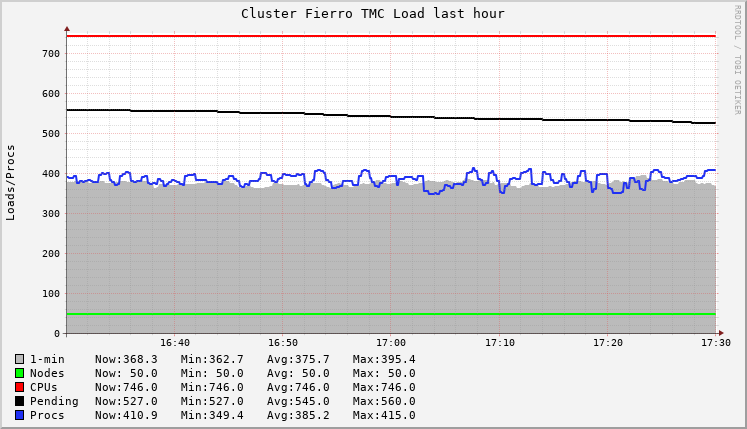 Cluster Fierro TMC Load last hour
RRDTOOL / TOBI OETIKER
Loads/Procs
700
600
500
400
300
200
100
0
16:40 16:50 17:00 17:10 17:20 17:30
1-min Now:368.3 Min:362.7 Avg:375.7 Max:395.4
Nodes Now: 50.0 Min: 50.0 Avg: 50.0 Max: 50.0
CPUs Now:746.0 Min:746.0 Avg:746.0 Max:746.0
Pending Now:527.0 Min:527.0 Avg:545.0 Max:560.0
Procs Now:410.9 Min:349.4 Avg:385.2 Max:415.0